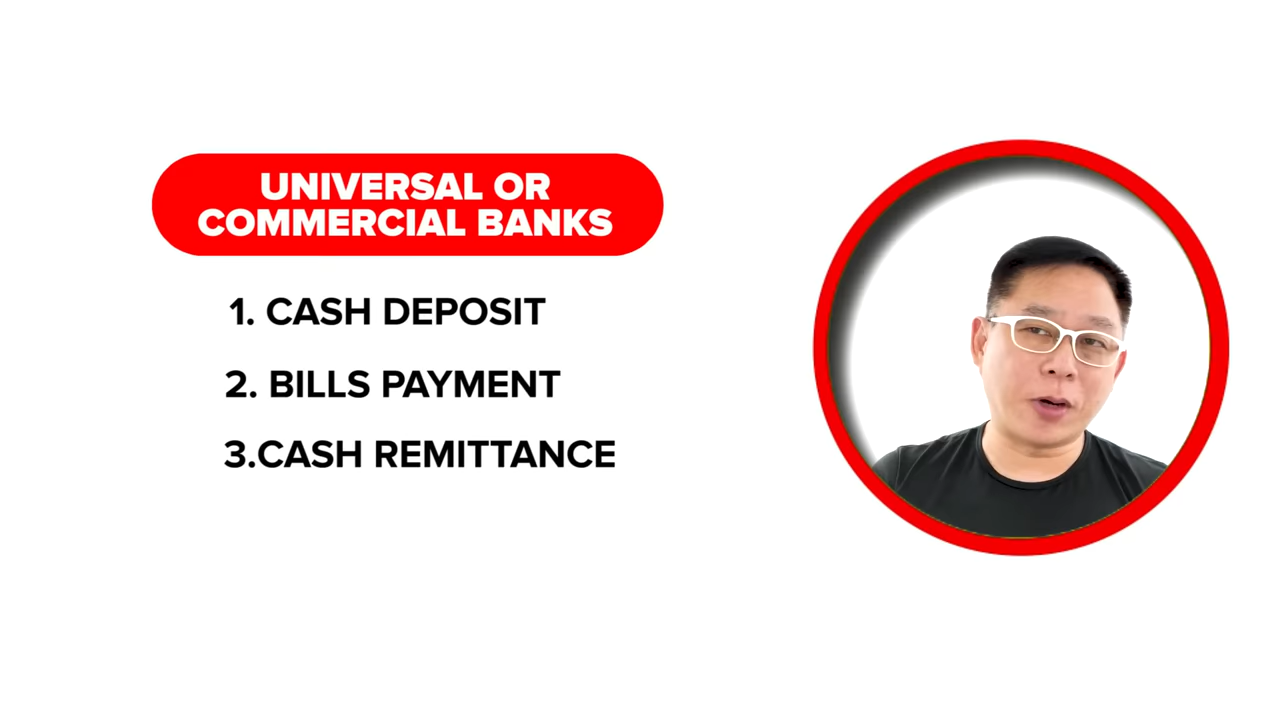 UNIVERSAL OR
COMMERCIAL BANKS
1. CASH DEPOSIT
2. BILLS PAYMENT
3.CASH REMITTANCE